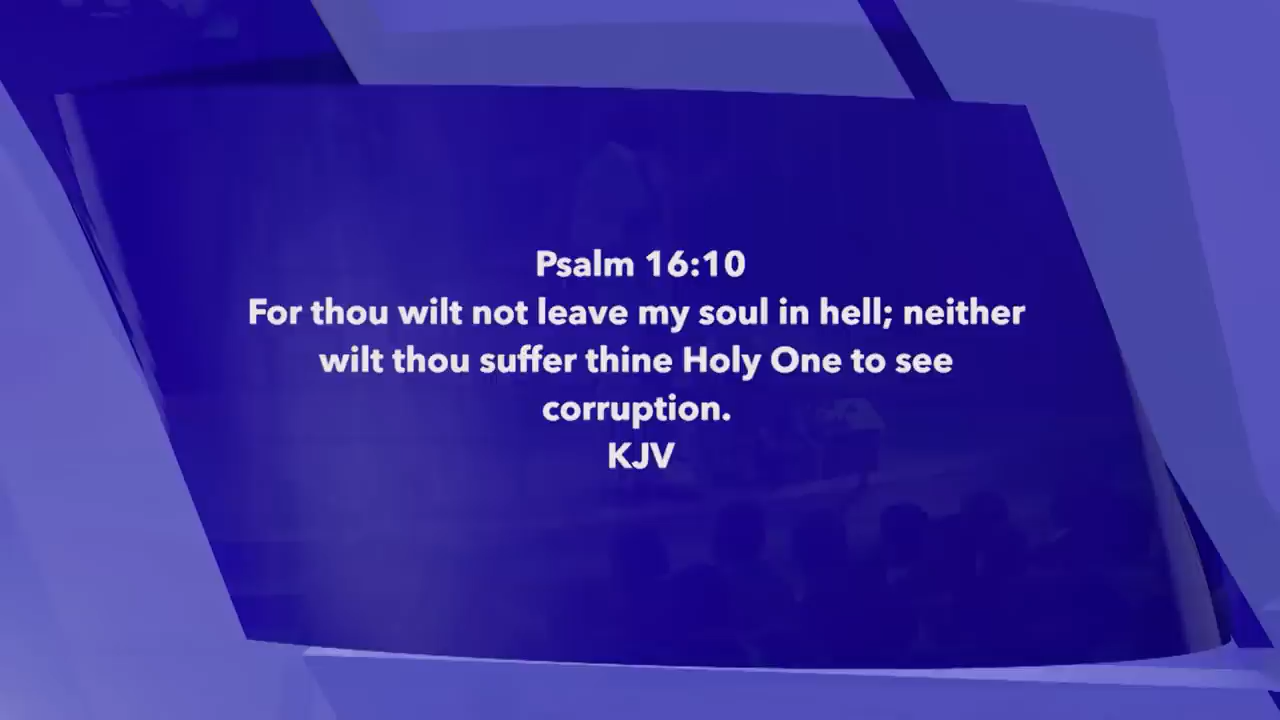 Psalm 16:10
For thou wilt not leave my soul in hell; neither
wilt thou suffer thine Holy One to see
corruption.
KJV